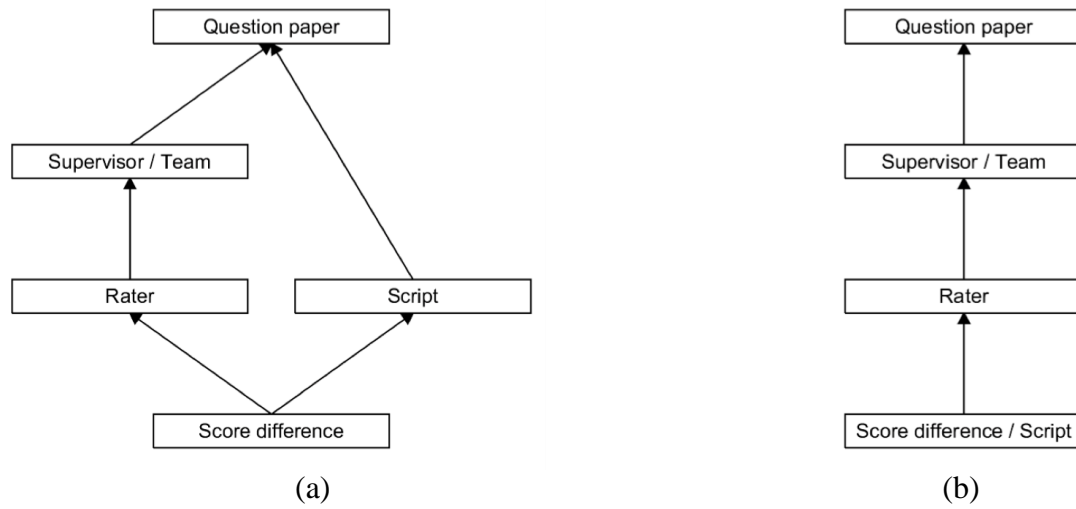 Question paper
Supervisor / Team
Rater
Script
Score difference
(a)
Question paper
Supervisor / Team
Rater
Score difference / Script
(b)